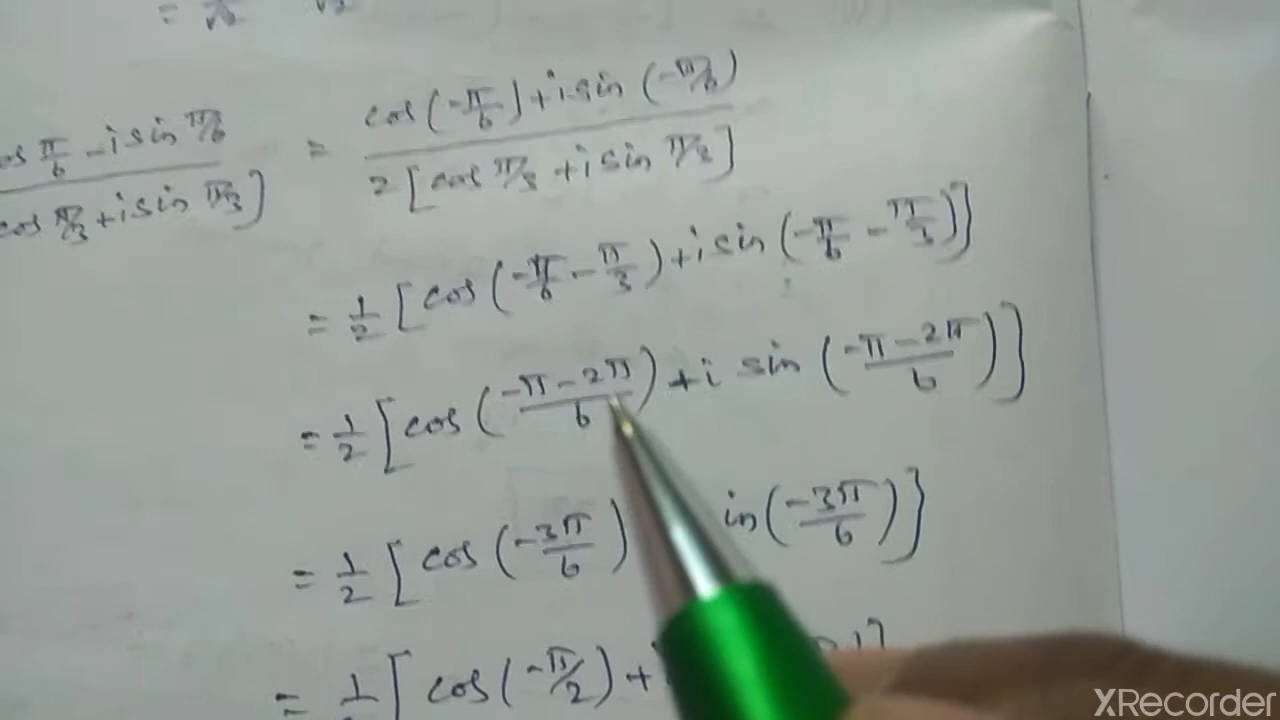 cos π/6 - i sin π/6 / cos π/3 + i sin π/3] = cos(-π/6) + i sin(-π/6) / 2[cos π/3 + i sin π/3]
= 1/2 [cos(-π/6 - π/3) + i sin(-π/6 - π/3)]
= 1/2 [cos(-π-2π/6) + i sin(-π-2π/6)]
= 1/2 [cos(-3π/6) in(-3π/6)]
= 1/2 [cos(-π/2) +
XRecorder